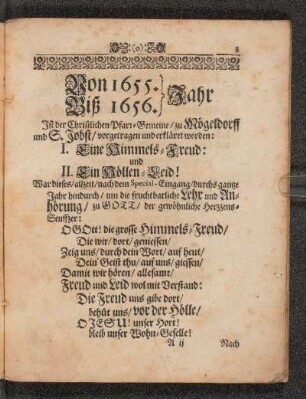 (o)
3
Von 1655.
Biß 1656. } Jahr
Ist der Christlichen Pfarr-Gemeine / zu Mögeldorff
und S. Jobst / vorgetragen und erkläret worden:
I. Eine Himmels-Freud:
und
II. Ein Höllen-Leid!
War dieses / allzeit / nach dem Special-Eingang / durchs gantze
Jahr hindurch / um die fruchtbarliche Lehr und An-
hörung / zu GOTT / der gewöhnliche Hertzens-
Seuffzer:
O GOtt! die grosse Himmels-Freud /
Die wir / dort / geniessen /
Zeig uns / durch dein Wort / auf heut /
Dein Geist thu / auf uns / giessen /
Damit wir hören / allesamt /
Freud und Leid wol mit Verstand:
Die Freud uns gibe dort /
behüt uns / vor der Hölle /
O JESU! unser Hort!
bleib unser Wohn-Geselle!
A ij Nach